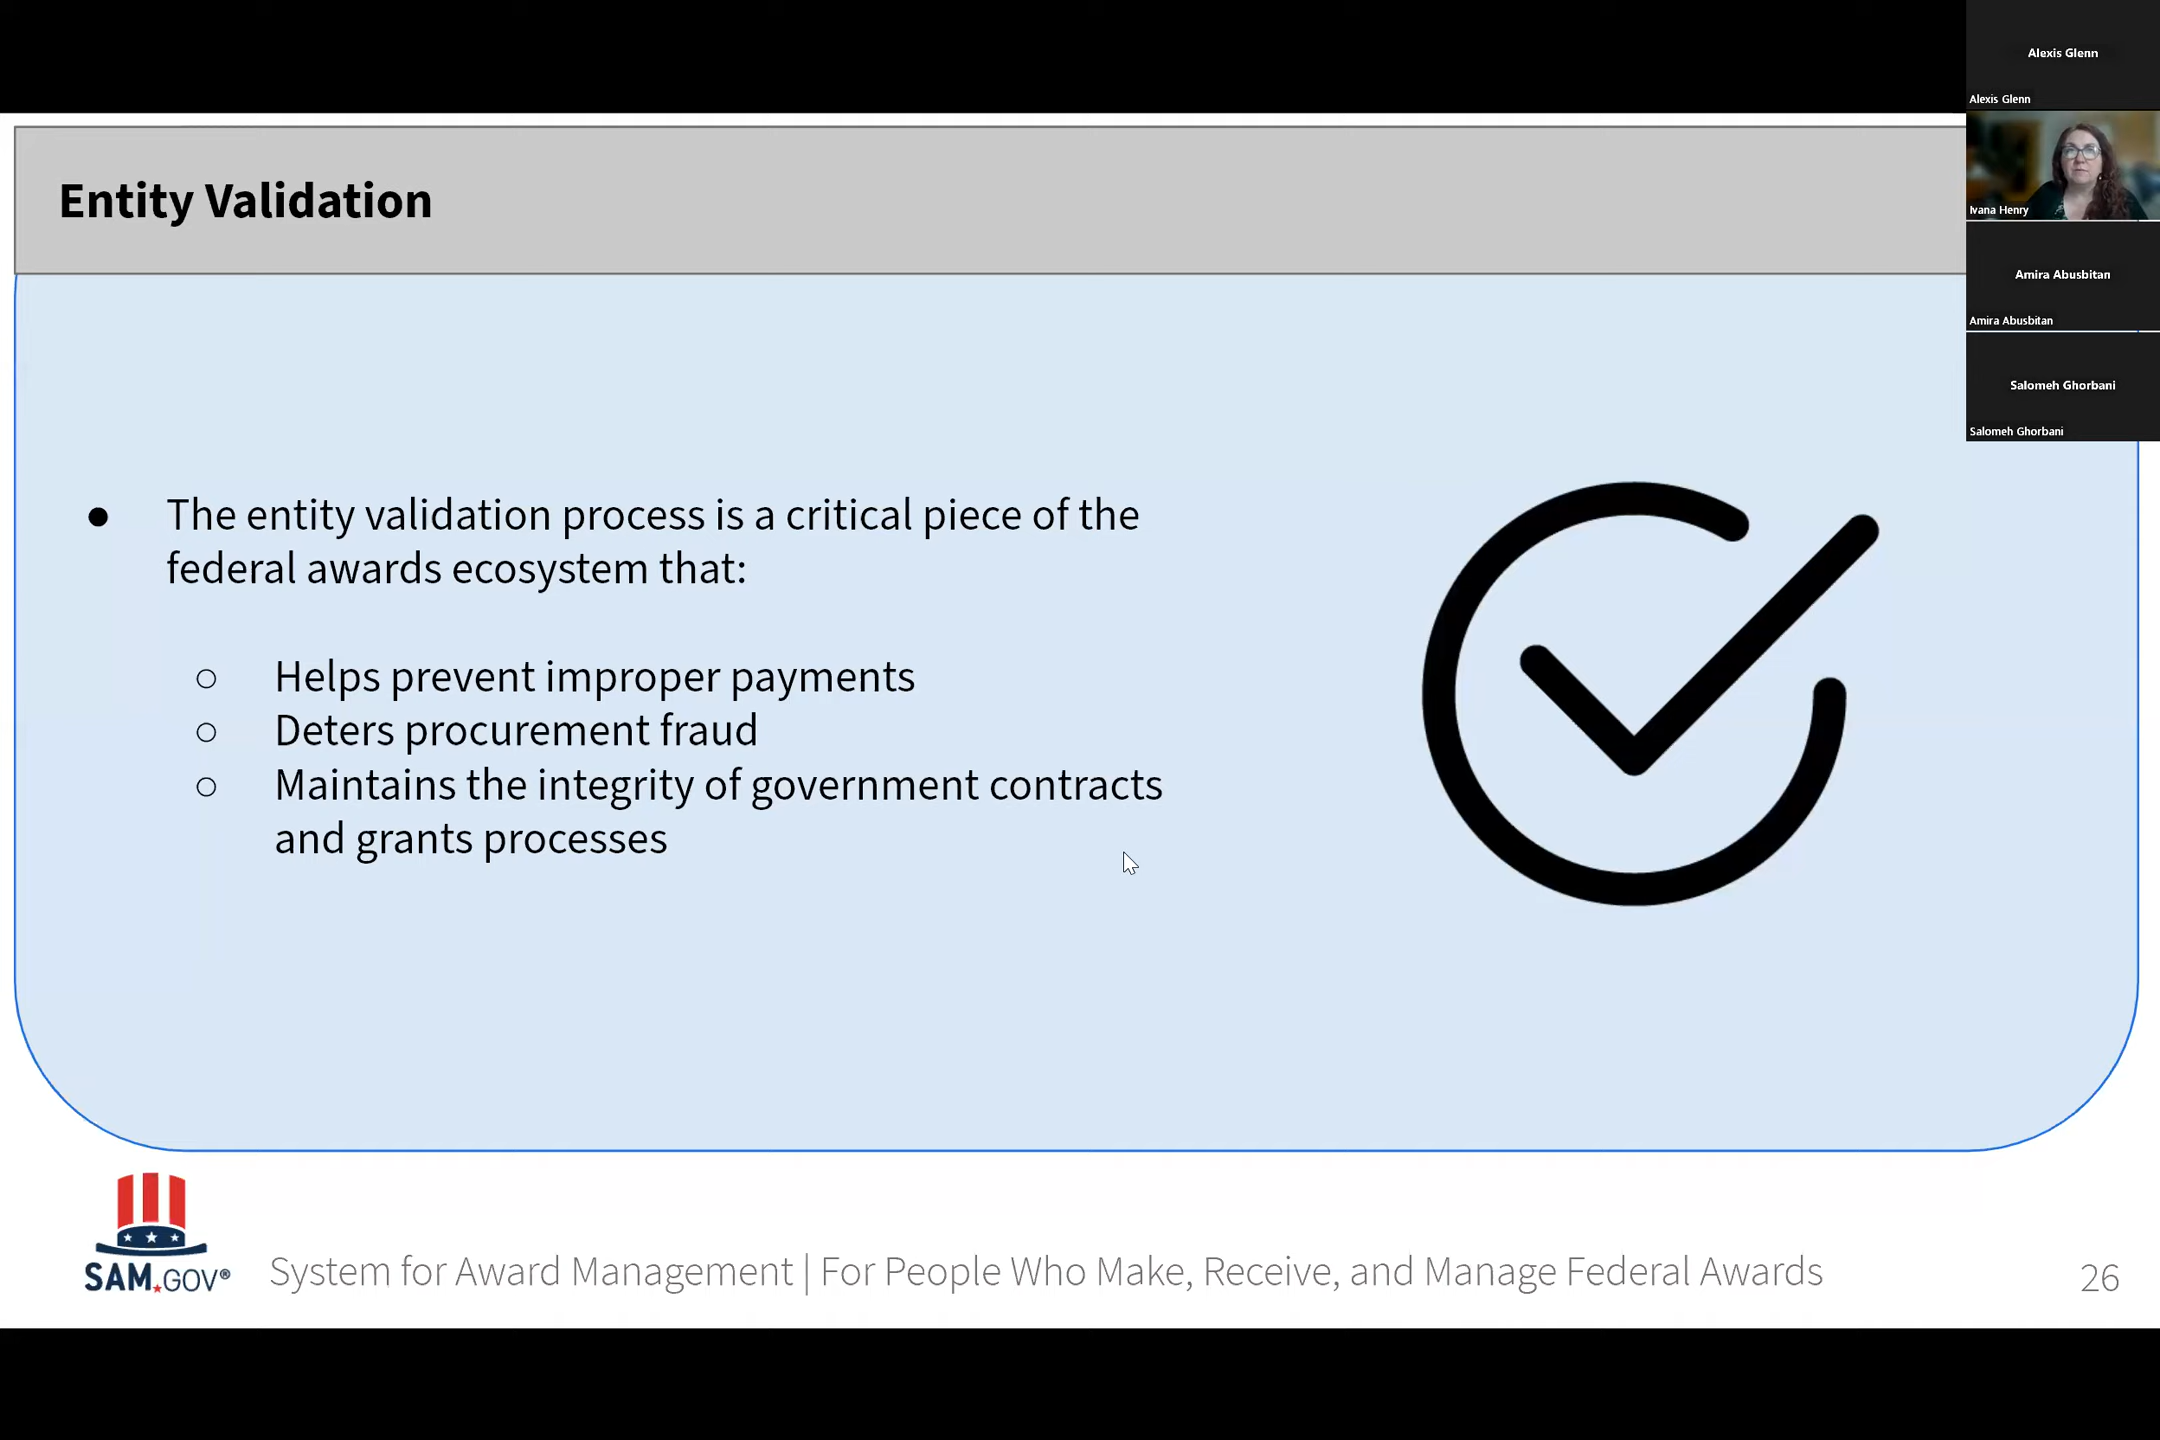 Entity Validation
● The entity validation process is a critical piece of the
federal awards ecosystem that:
○ Helps prevent improper payments
○ Deters procurement fraud
○ Maintains the integrity of government contracts
and grants processes
SAM.GOV®
System for Award Management | For People Who Make, Receive, and Manage Federal Awards
26
Alexis Glenn
Alexis Glenn
Ivana Henry
Amira Abusbitan
Amira Abusbitan
Salomeh Ghorbani
Salomeh Ghorbani